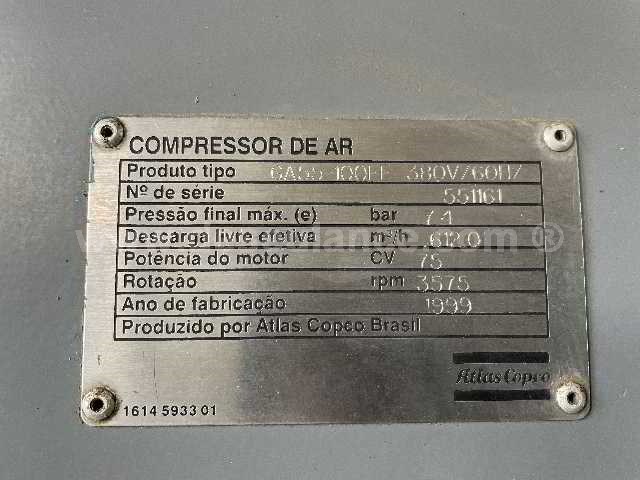 COMPRESSOR DE AR
Produto tipo GA55-100FF 380V/60HZ
Nº de série 551161
Pressão final máx. (e) bar 7.1
Descarga livre efetiva m³/h 612.0
Potência do motor CV 75
Rotação rpm 3575
Ano de fabricação 1999
Produzido por Atlas Copco Brasil
Atlas Copco
1614 5933 01